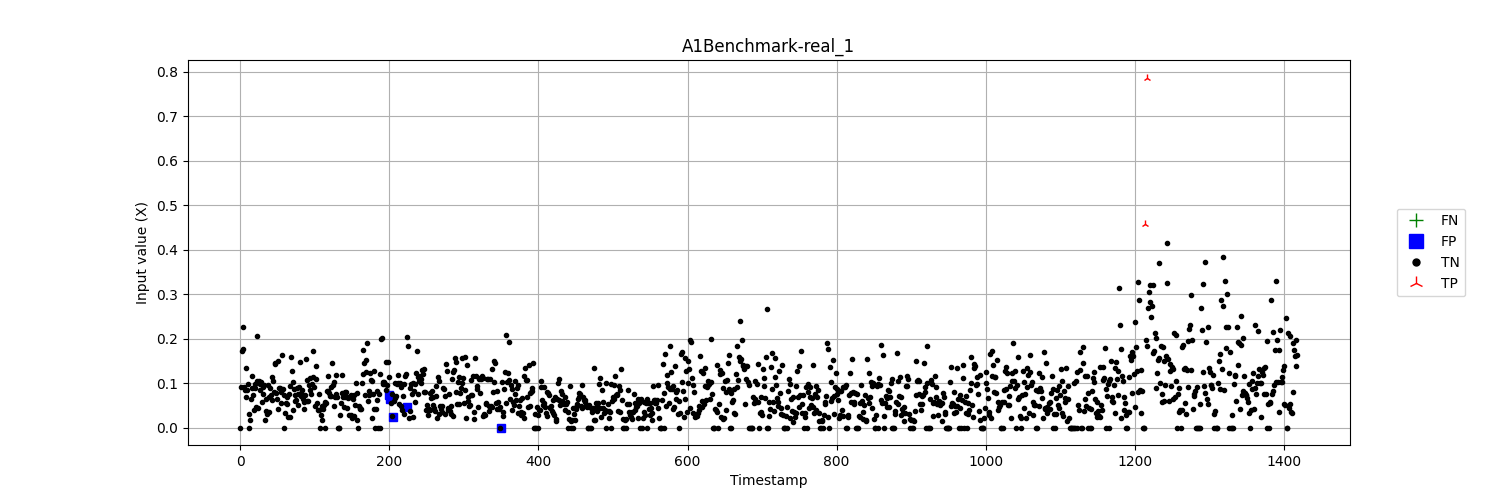 A1Benchmark-real_1
Input value (X)
0.8
0.7
0.6
0.5
0.4
0.3
0.2
0.1
0.0
0 200 400 600 800 1000 1200 1400
Timestamp
FN
FP
TN
TP